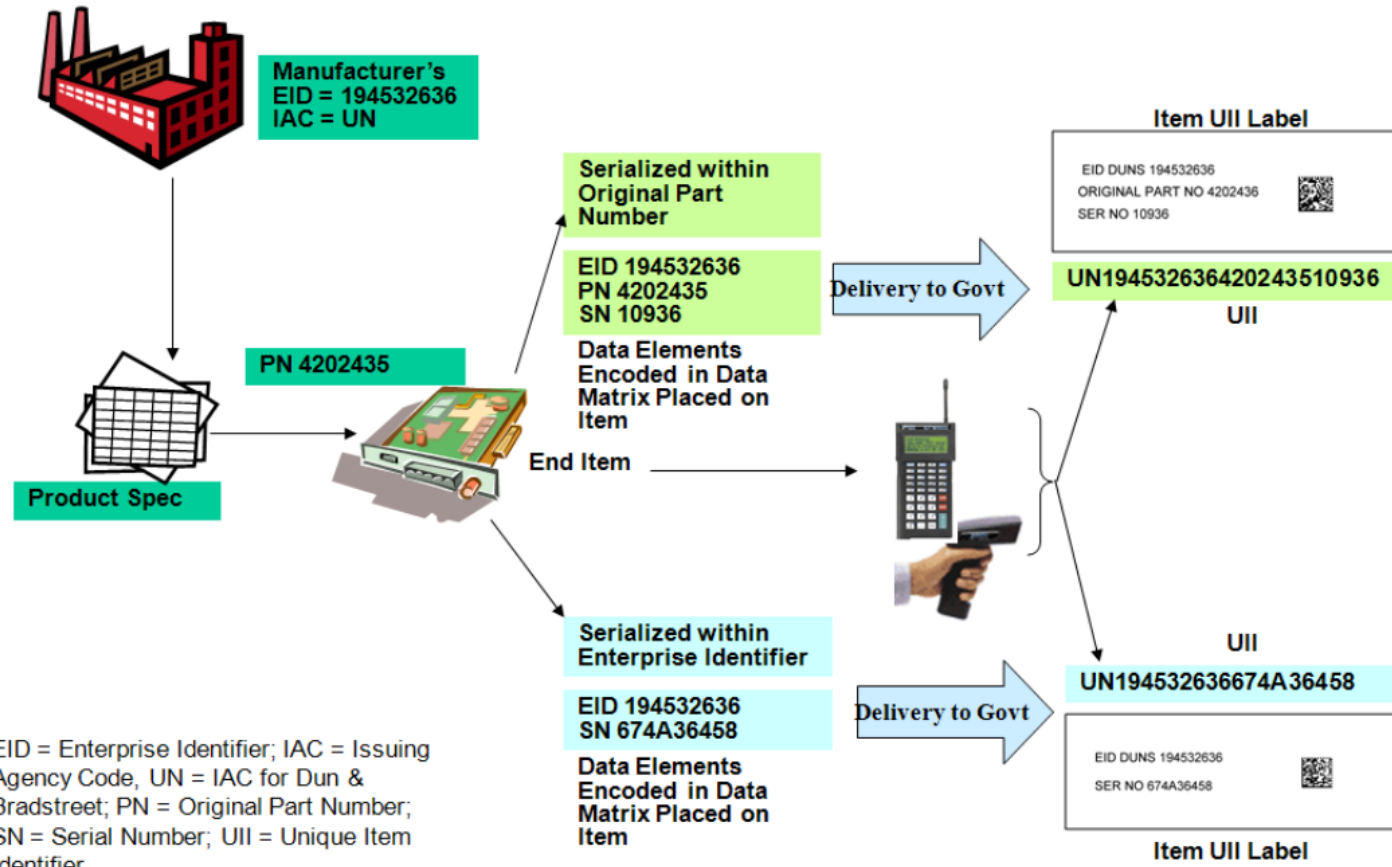 Manufacturer's
EID = 194532636
IAC = UN
Product Spec
PN 4202435
End Item
Serialized within
Original Part
Number
EID 194532636
PN 4202435
SN 10936
Data Elements
Encoded in Data
Matrix Placed on
Item
Delivery to Govt
Item UII Label
EID DUNS 194532636
ORIGINAL PART NO 4202436
SER NO 10936
UN194532636420243510936
UII
Serialized within
Enterprise Identifier
EID 194532636
SN 674A36458
Data Elements
Encoded in Data
Matrix Placed on
Item
Delivery to Govt
UII
UN194532636674A36458
EID DUNS 194532636
SER NO 674A36458
Item UII Label
EID = Enterprise Identifier; IAC = Issuing
Agency Code, UN = IAC for Dun &
Bradstreet; PN = Original Part Number;
SN = Serial Number; UII = Unique Item
Identifier